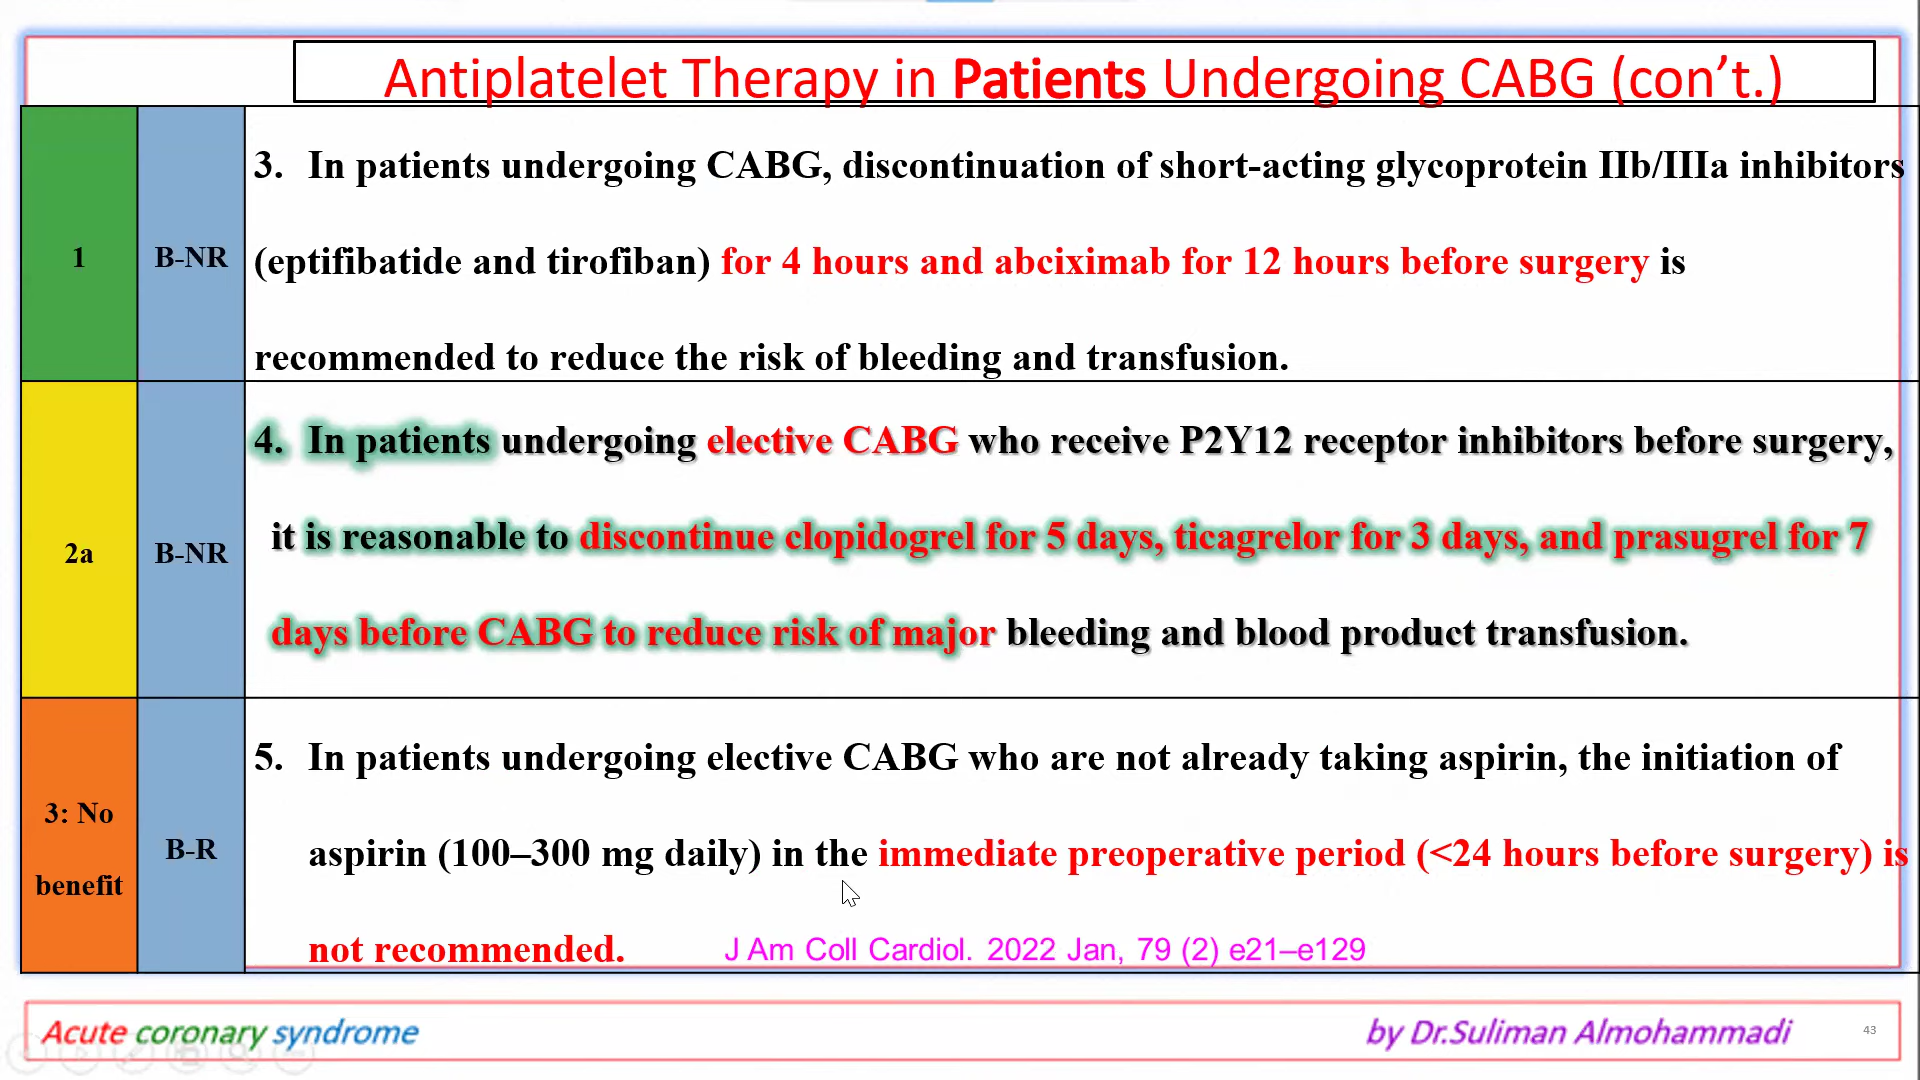 Antiplatelet Therapy in Patients Undergoing CABG (con’t.)
1
B-NR
3. In patients undergoing CABG, discontinuation of short-acting glycoprotein IIb/IIIa inhibitors
(eptifibatide and tirofiban) for 4 hours and abciximab for 12 hours before surgery is
recommended to reduce the risk of bleeding and transfusion.
2a
B-NR
4. In patients undergoing elective CABG who receive P2Y12 receptor inhibitors before surgery,
it is reasonable to discontinue clopidogrel for 5 days, ticagrelor for 3 days, and prasugrel for 7
days before CABG to reduce risk of major bleeding and blood product transfusion.
3: No
benefit
B-R
5. In patients undergoing elective CABG who are not already taking aspirin, the initiation of
aspirin (100–300 mg daily) in the immediate preoperative period (<24 hours before surgery) is
not recommended.
J Am Coll Cardiol. 2022 Jan, 79 (2) e21–e129
Acute coronary syndrome
by Dr.Suliman Almohammadi
43